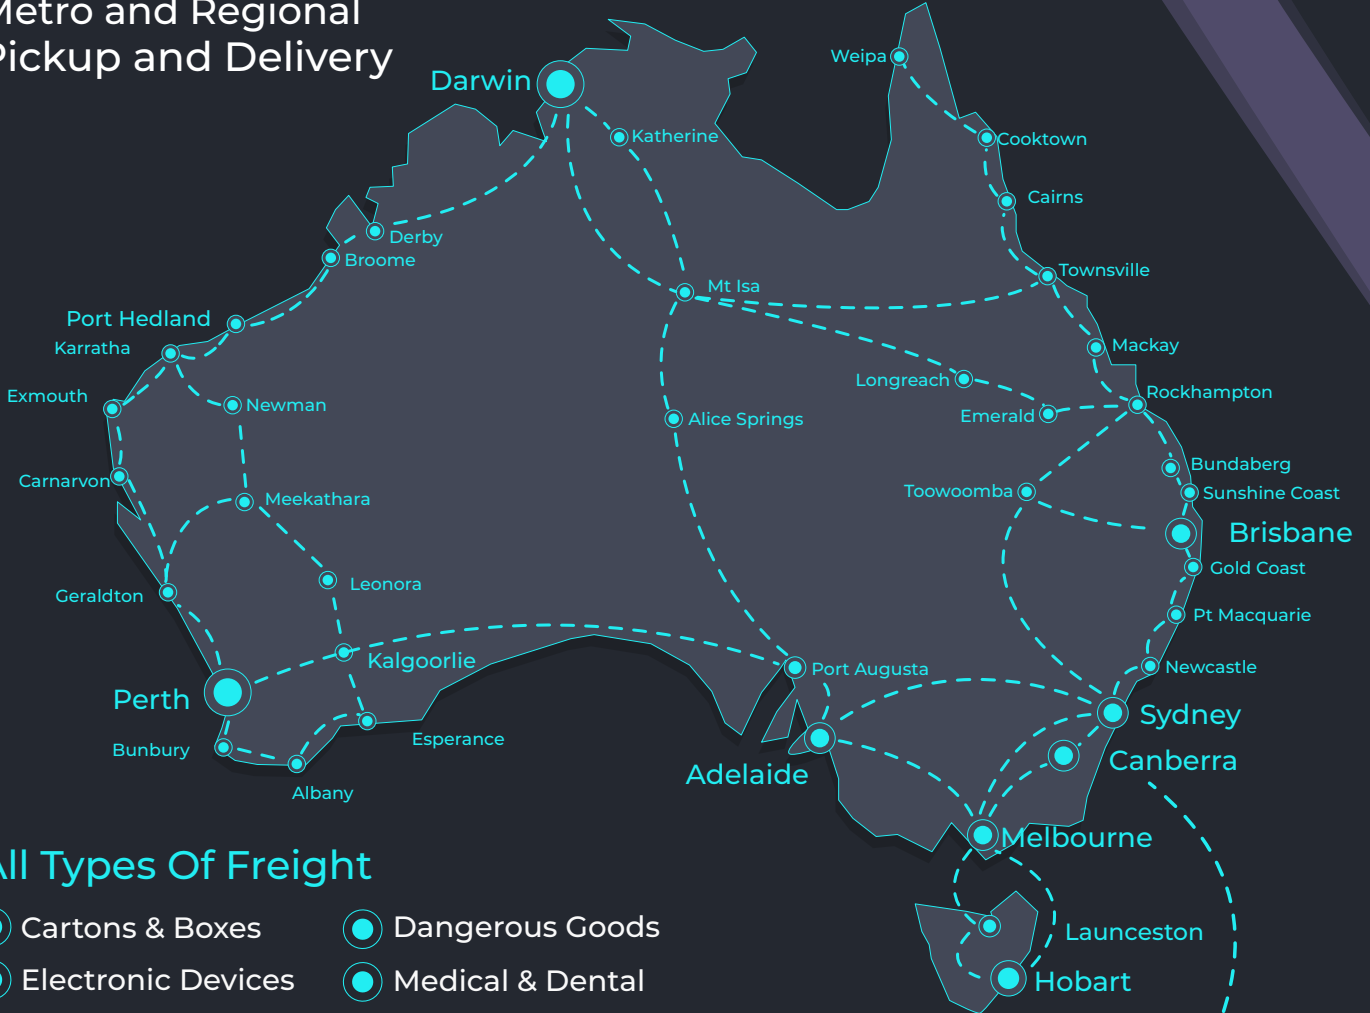 Metro and Regional
Pickup and Delivery
Darwin
Weipa
Katherine
Cooktown
Cairns
Derby
Broome
Townsville
Mt Isa
Port Hedland
Karratha
Mackay
Longreach
Rockhampton
Exmouth
Newman
Emerald
Alice Springs
Bundaberg
Carnarvon
Meekathara
Toowoomba
Sunshine Coast
Brisbane
Gold Coast
Leonora
Geraldton
Pt Macquarie
Kalgoorlie
Port Augusta
Newcastle
Perth
Sydney
Bunbury
Esperance
Canberra
Adelaide
Albany
Melbourne
All Types Of Freight
Cartons & Boxes
Dangerous Goods
Launceston
Electronic Devices
Medical & Dental
Hobart